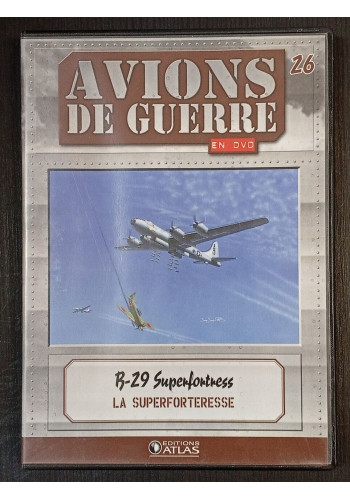 26
AVIONS
DE GUERRE
EN DVD
B-29 Superfortress
LA SUPERFORTERESSE
EDITIONS
ATLAS